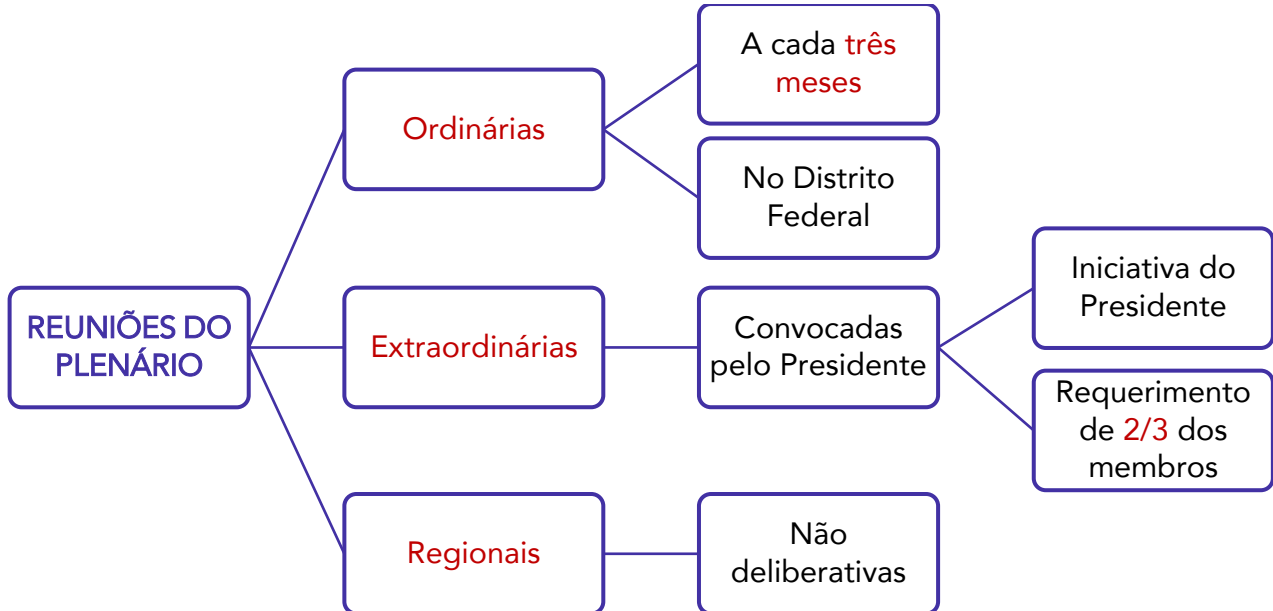 REUNIÕES DO
PLENÁRIO
Ordinárias
A cada três
meses
No Distrito
Federal
Extraordinárias
Convocadas
pelo Presidente
Iniciativa do
Presidente
Requerimento
de 2/3 dos
membros
Regionais
Não
deliberativas